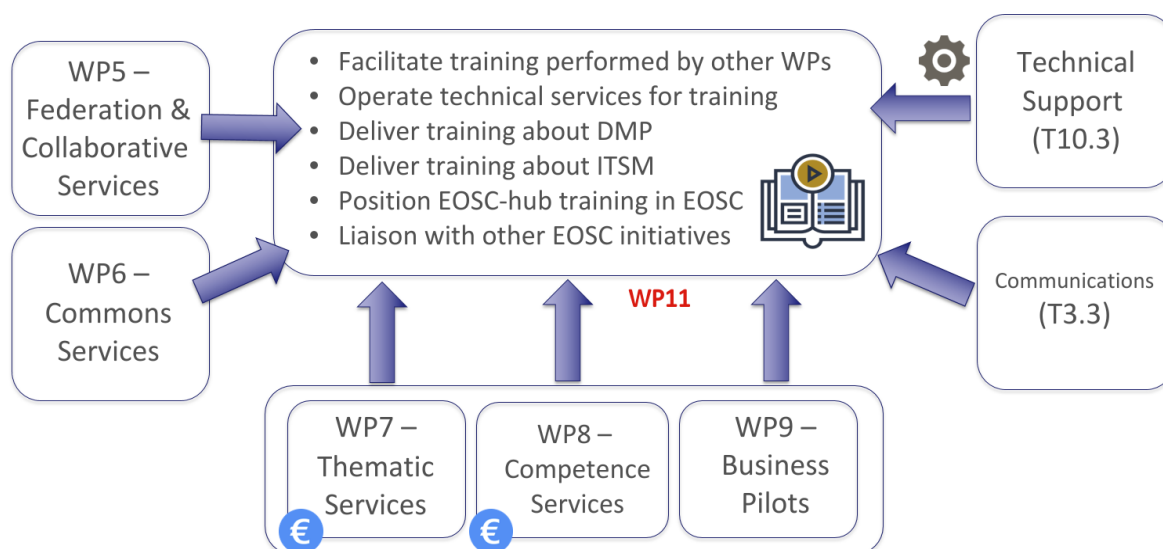 WP5 –
Federation &
Collaborative
Services
WP6 –
Commons
Services
• Facilitate training performed by other WPs
• Operate technical services for training
• Deliver training about DMP
• Deliver training about ITSM
• Position EOSC-hub training in EOSC
• Liaison with other EOSC initiatives
WP11
Technical
Support
(T10.3)
Communications
(T3.3)
WP7 –
Thematic
Services
€
WP8 –
Competence
Services
€
WP9 –
Business
Pilots